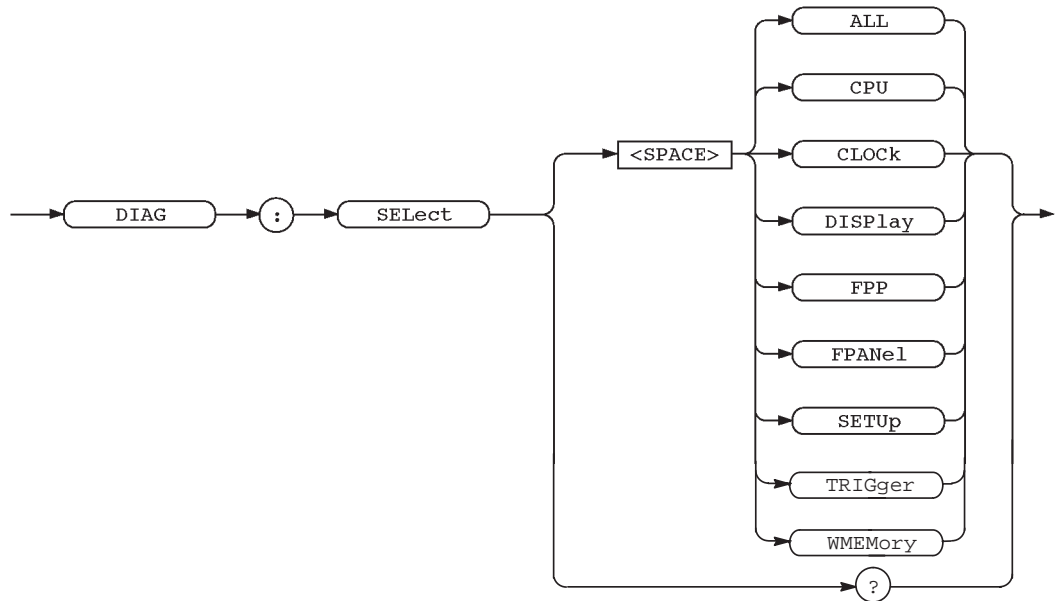 ALL
CPU
<SPACE>
CLOCk
DIAG
:
SELect
DISPlay
FPP
FPANel
SETUp
TRIGger
WMEMory
?